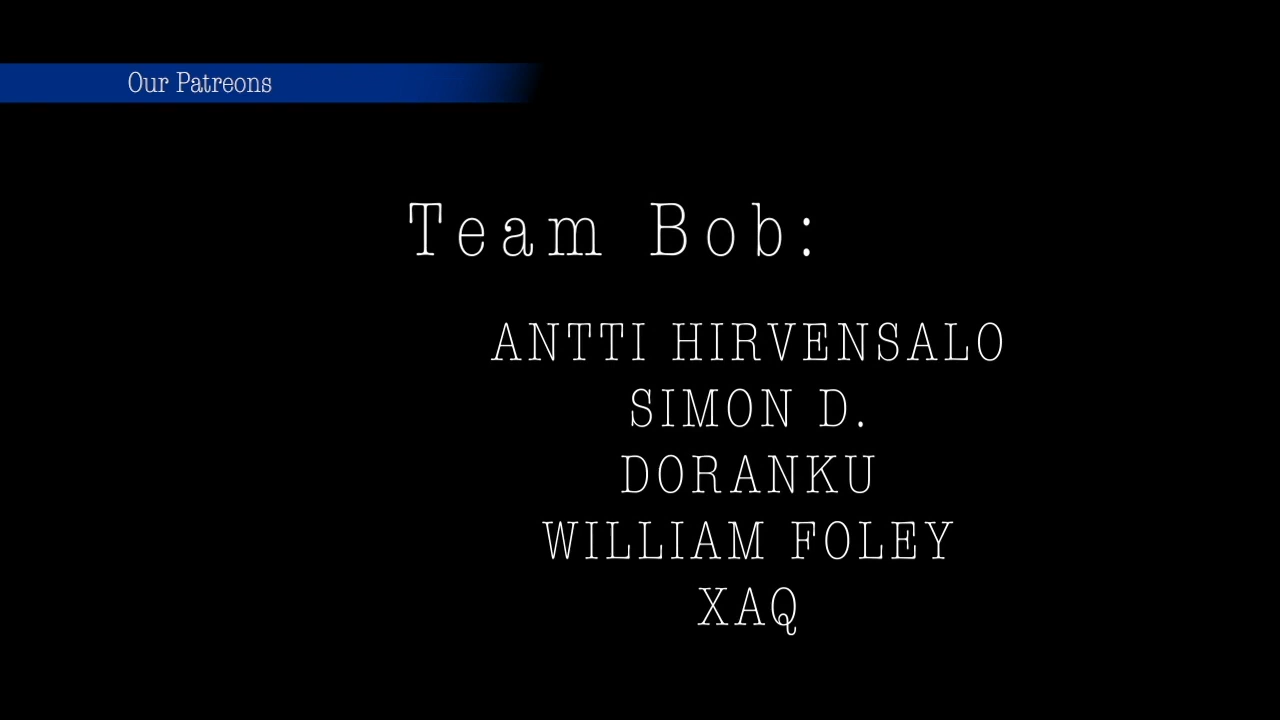 Our Patreons
Team Bob:
ANTTI HIRVENSALO
SIMON D.
DORANKU
WILLIAM FOLEY
XAQ